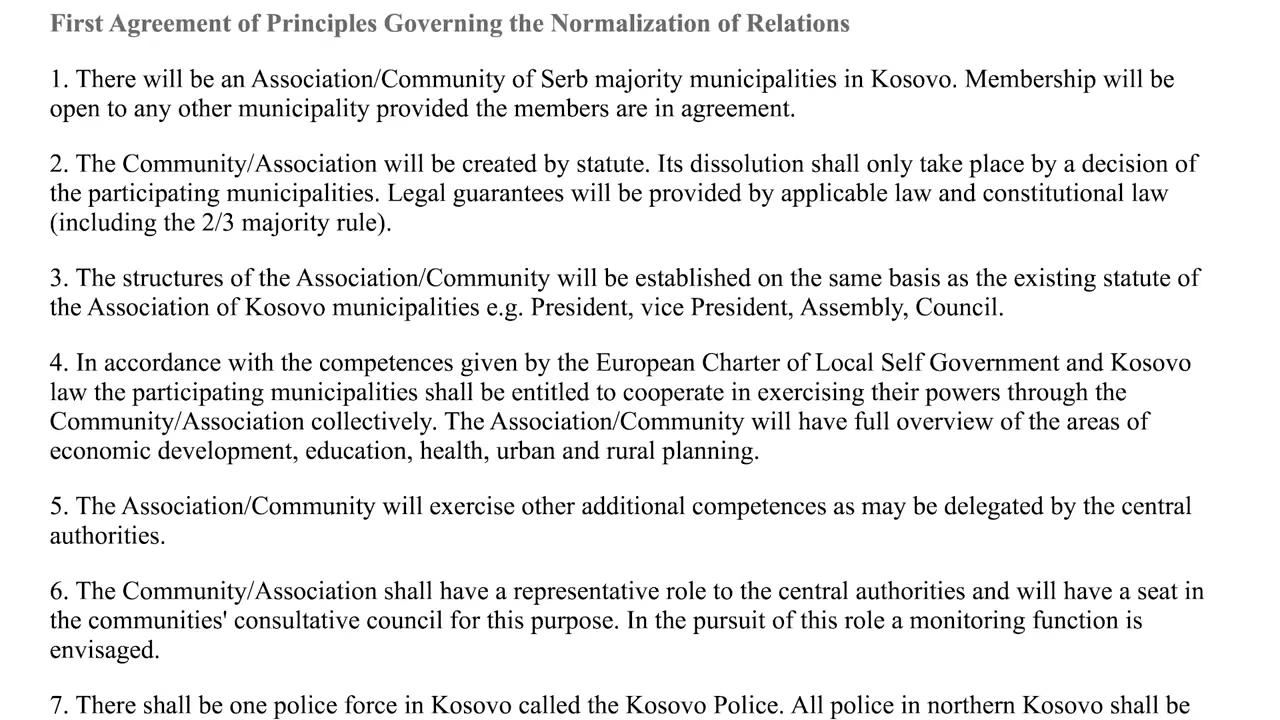 First Agreement of Principles Governing the Normalization of Relations
1. There will be an Association/Community of Serb majority municipalities in Kosovo. Membership will be
open to any other municipality provided the members are in agreement.
2. The Community/Association will be created by statute. Its dissolution shall only take place by a decision of
the participating municipalities. Legal guarantees will be provided by applicable law and constitutional law
(including the 2/3 majority rule).
3. The structures of the Association/Community will be established on the same basis as the existing statute of
the Association of Kosovo municipalities e.g. President, vice President, Assembly, Council.
4. In accordance with the competences given by the European Charter of Local Self Government and Kosovo
law the participating municipalities shall be entitled to cooperate in exercising their powers through the
Community/Association collectively. The Association/Community will have full overview of the areas of
economic development, education, health, urban and rural planning.
5. The Association/Community will exercise other additional competences as may be delegated by the central
authorities.
6. The Community/Association shall have a representative role to the central authorities and will have a seat in
the communities' consultative council for this purpose. In the pursuit of this role a monitoring function is
envisaged.
7. There shall be one police force in Kosovo called the Kosovo Police. All police in northern Kosovo shall be